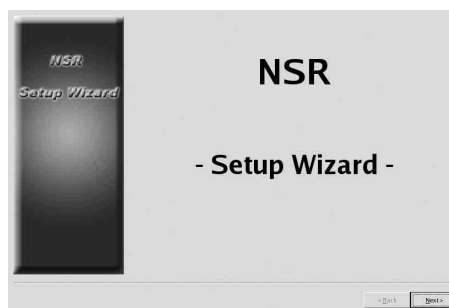 NSR
Setup Wizard
NSR
- Setup Wizard -
< Back
Next >